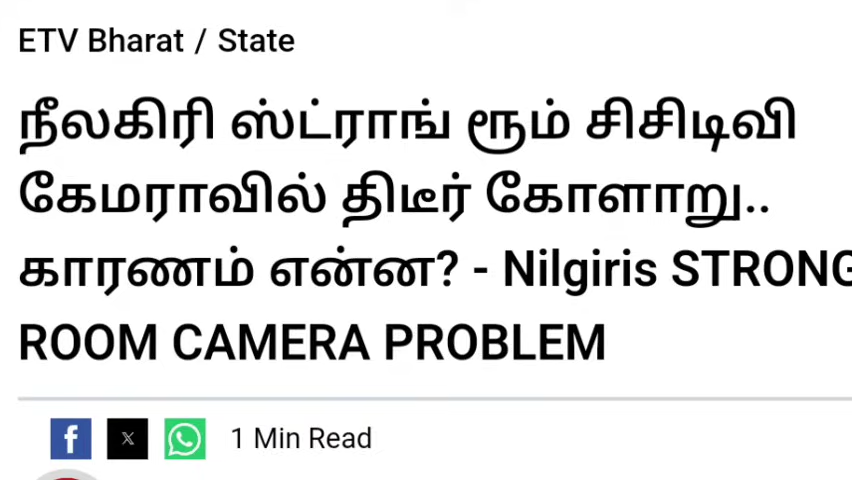 ETV Bharat / State
நீலகிரி ஸ்ட்ராங் ரூம் சிசிடிவி
கேமராவில் திடீர் கோளாறு..
காரணம் என்ன? - Nilgiris STRONG
ROOM CAMERA PROBLEM
1 Min Read